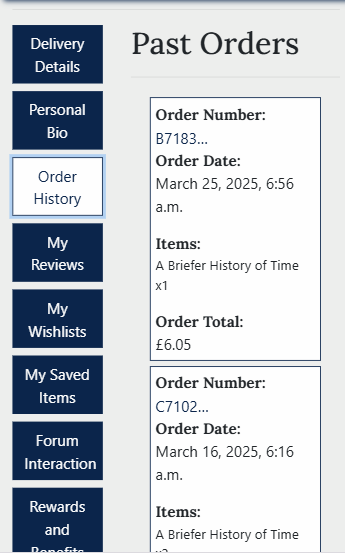 Delivery
Details
Personal
Bio
Order
History
My
Reviews
My
Wishlists
My Saved
Items
Forum
Interaction
Rewards
and
Benefits
Past Orders
Order Number:
B7183...
Order Date:
March 25, 2025, 6:56
a.m.
Items:
A Briefer History of Time
x1
Order Total:
£6.05
Order Number:
C7102...
Order Date:
March 16, 2025, 6:16
a.m.
Items:
A Briefer History of Time